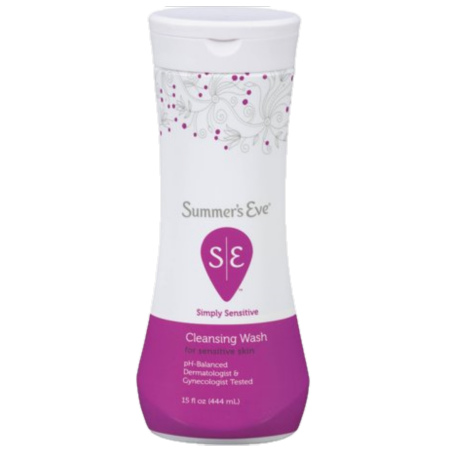 Summer's Eve®
S|E
™
Simply Sensitive
Cleansing Wash
for sensitive skin
pH-Balanced
Dermatologist &
Gynecologist Tested
15 fl oz (444 mL)